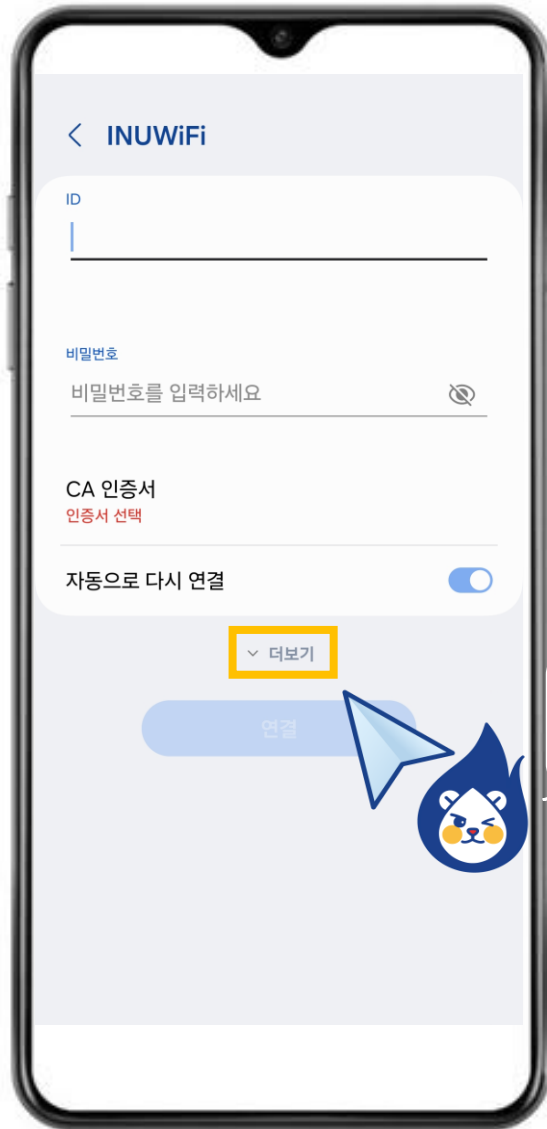 INUWiFi
ID
비밀번호
비밀번호를 입력하세요
CA 인증서
인증서 선택
자동으로 다시 연결
더보기
연결